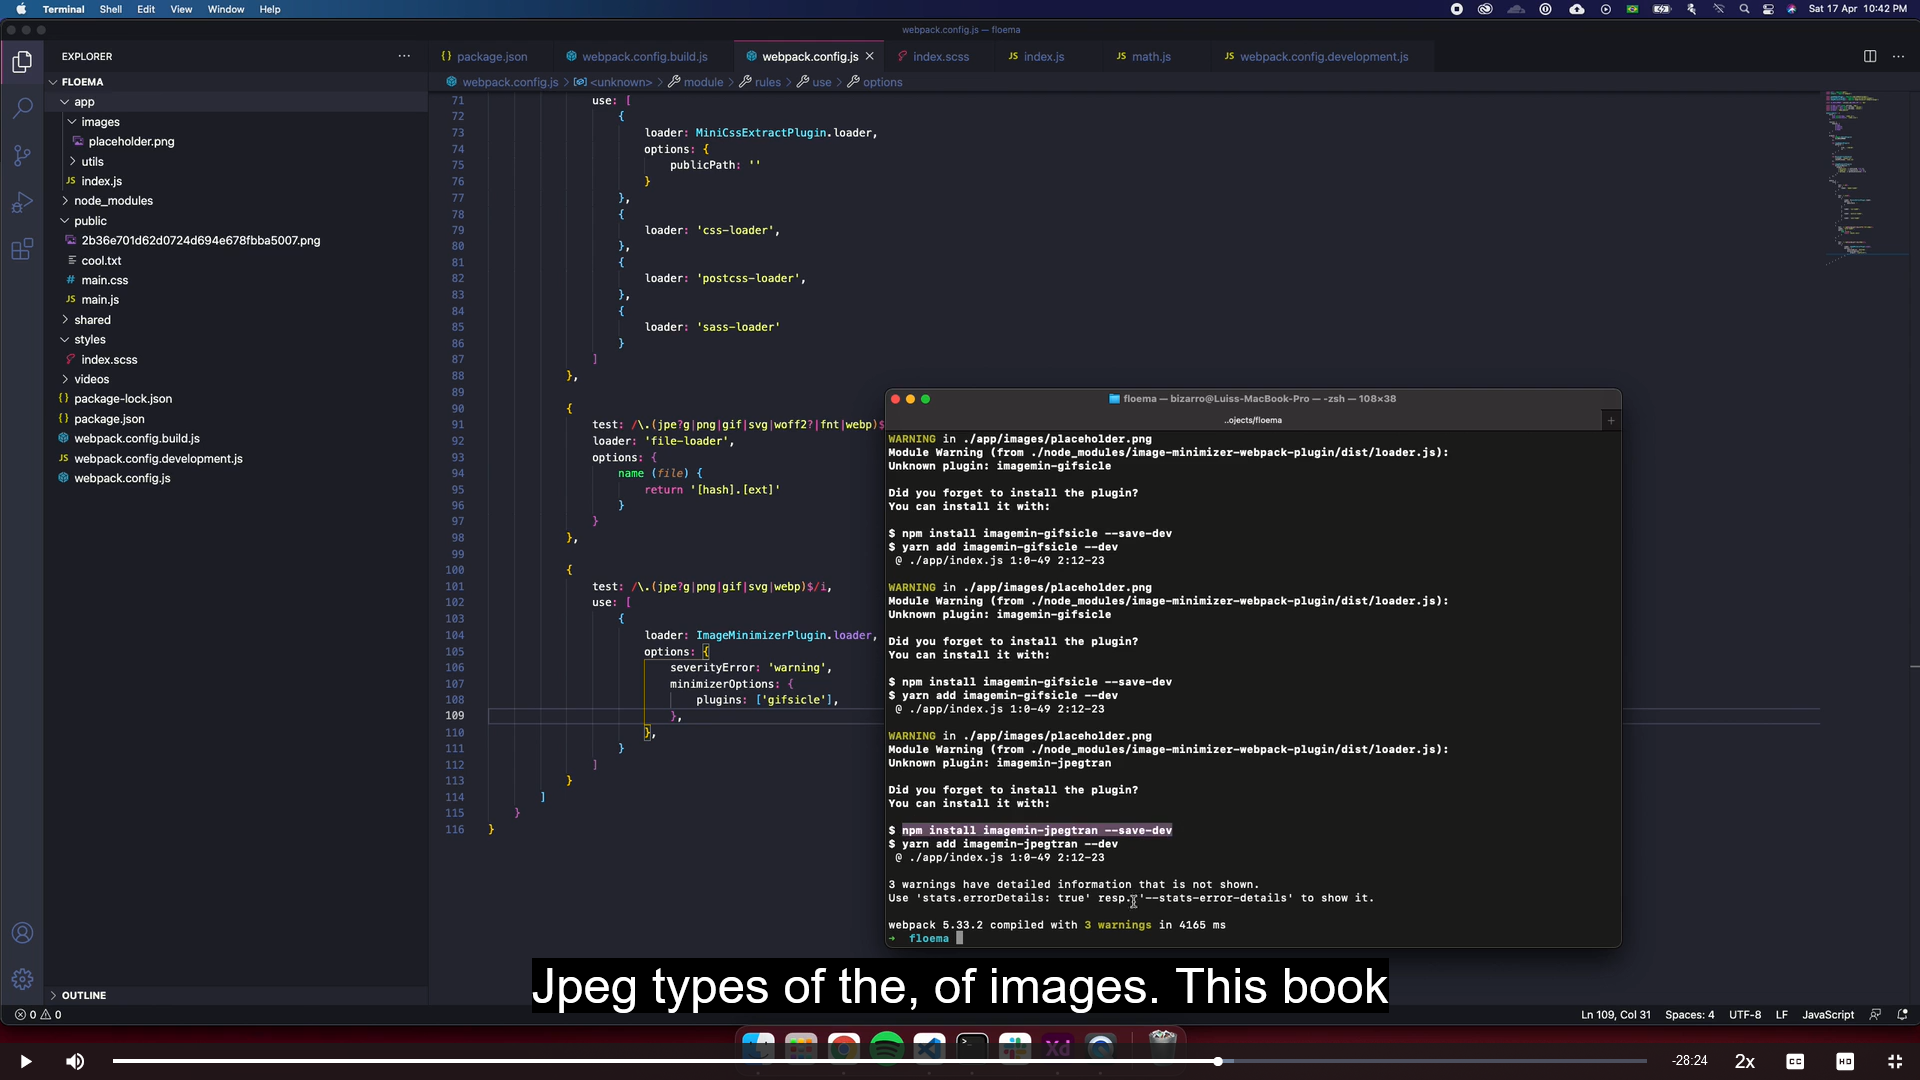 Terminal Shell Edit View Window Help
Sat 17 Apr 10:42 PM
webpack.config.js — floema
EXPLORER
package.json
webpack.config.build.js
webpack.config.js
index.scss
index.js
math.js
webpack.config.development.js
webpack.config.js > <unknown> > module > rules > use > options
FLOEMA
app
images
placeholder.png
utils
index.js
node_modules
public
2b36e701d62d0724d694e678fbba5007.png
cool.txt
main.css
main.js
shared
styles
index.scss
videos
package-lock.json
package.json
webpack.config.build.js
webpack.config.development.js
webpack.config.js
OUTLINE
71 use: [
72 {
73 loader: MiniCssExtractPlugin.loader,
74 options: {
75 publicPath: ''
76 }
77 },
78 {
79 loader: 'css-loader',
80 },
81 {
82 loader: 'postcss-loader',
83 },
84 {
85 loader: 'sass-loader'
86 }
87 ]
88 },
89
90 {
91 test: /\.(jpe?g|png|gif|svg|woff2?|fnt|webp)$
92 loader: 'file-loader',
93 options: {
94 name (file) {
95 return '[hash].[ext]'
96 }
97 }
98 },
99
100 {
101 test: /\.(jpe?g|png|gif|svg|webp)$/i,
102 use: [
103 {
104 loader: ImageMinimizerPlugin.loader,
105 options: {
106 severityError: 'warning',
107 minimizerOptions: {
108 plugins: ['gifsicle'],
109 },
110 },
111 }
112 ]
113 }
114 ]
115 }
116 }
floema — bizarro@Luiss-MacBook-Pro — -zsh — 108×38
..ojects/floema
WARNING in ./app/images/placeholder.png
Module Warning (from ./node_modules/image-minimizer-webpack-plugin/dist/loader.js):
Unknown plugin: imagemin-gifsicle
Did you forget to install the plugin?
You can install it with:
$ npm install imagemin-gifsicle --save-dev
$ yarn add imagemin-gifsicle --dev
@ ./app/index.js 1:0-49 2:12-23
WARNING in ./app/images/placeholder.png
Module Warning (from ./node_modules/image-minimizer-webpack-plugin/dist/loader.js):
Unknown plugin: imagemin-gifsicle
Did you forget to install the plugin?
You can install it with:
$ npm install imagemin-gifsicle --save-dev
$ yarn add imagemin-gifsicle --dev
@ ./app/index.js 1:0-49 2:12-23
WARNING in ./app/images/placeholder.png
Module Warning (from ./node_modules/image-minimizer-webpack-plugin/dist/loader.js):
Unknown plugin: imagemin-jpegtran
Did you forget to install the plugin?
You can install it with:
$ npm install imagemin-jpegtran --save-dev
$ yarn add imagemin-jpegtran --dev
@ ./app/index.js 1:0-49 2:12-23
3 warnings have detailed information that is not shown.
Use 'stats.errorDetails: true' resp. '--stats-error-details' to show it.
webpack 5.33.2 compiled with 3 warnings in 4165 ms
→ floema
Jpeg types of the, of images. This book
0 0
Ln 109, Col 31 Spaces: 4 UTF-8 LF JavaScript
Xd
-28:24 2x CC HD